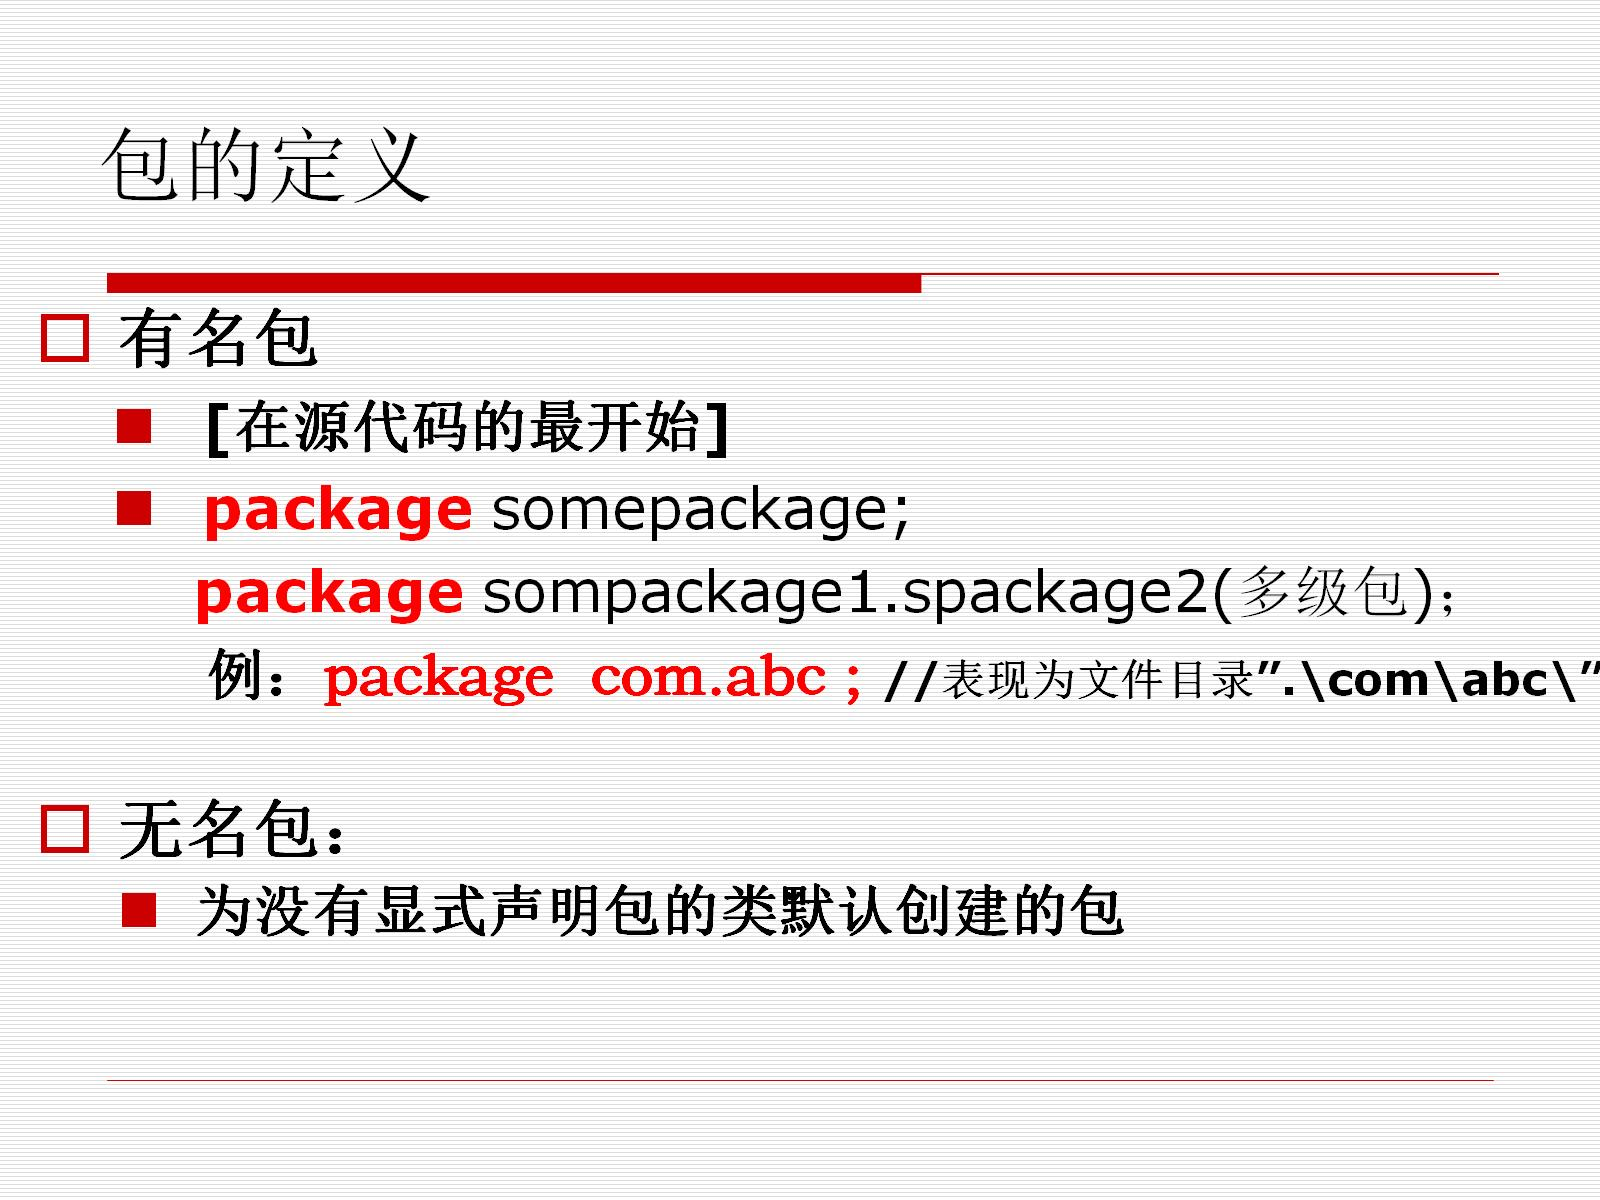 包的定义
有名包
[在源代码的最开始]
package somepackage;
package sompackage1.spackage2(多级包);
例：package com.abc ; //表现为文件目录”.\com\abc\”
无名包：
为没有显式声明包的类默认创建的包